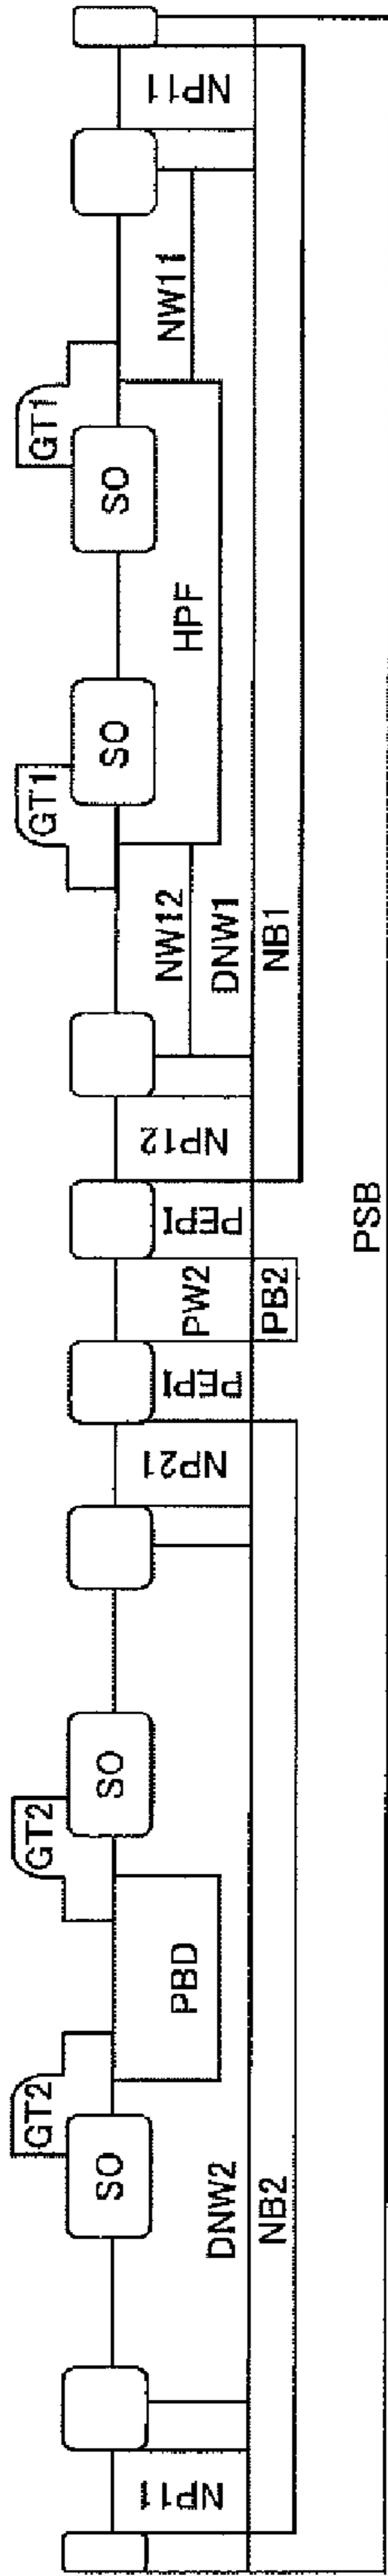 GT2
GT2
GT1
GT1
SO
SO
SO
SO
NP11
PBD
NP21
PEPI
PW2
PEPI
NP12
NW12
HPF
NW11
NP11
DNW2
DNW1
NB2
PB2
NB1
PSB